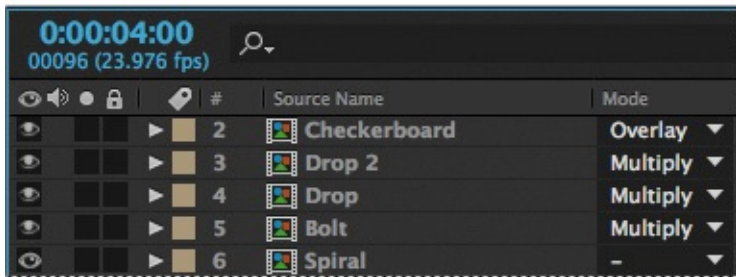 0:00:04:00
00096 (23.976 fps)
# Source Name Mode
2 Checkerboard Overlay
3 Drop 2 Multiply
4 Drop Multiply
5 Bolt Multiply
6 Spiral -